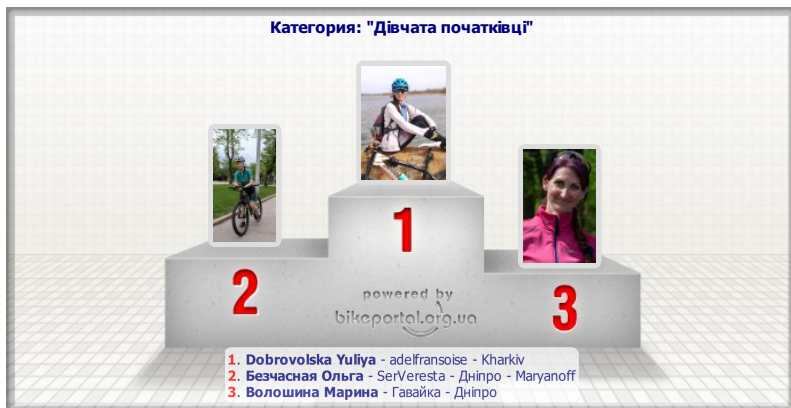 Категория: "Дівчата початківці"
1
2
3
powered by
bikeportal.org.ua
1. Dobrovolska Yuliya - adelfransoise - Kharkiv
2. Безчасная Ольга - SerVeresta - Дніпро - Maryanoff
3. Волошина Марина - Гавайка - Дніпро